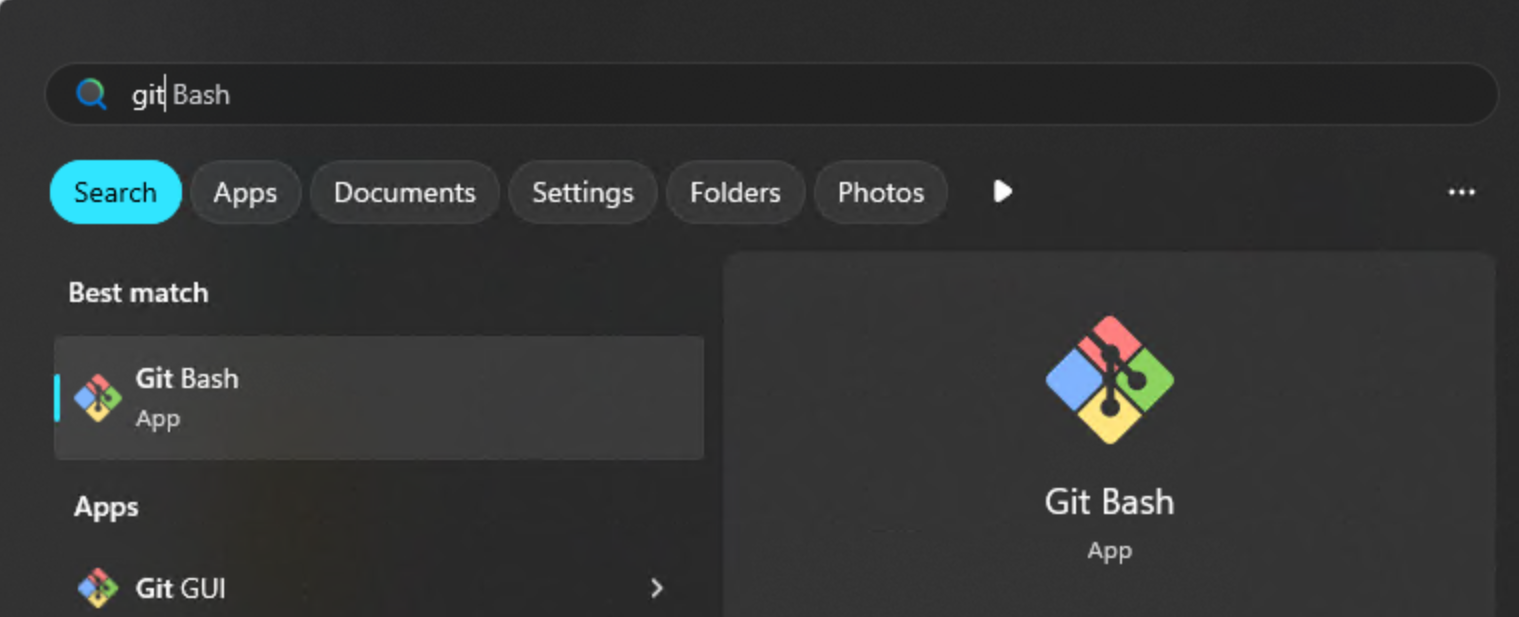 git Bash
Search Apps Documents Settings Folders Photos
Best match
Git Bash
App
Apps
Git GUI
Git Bash
App